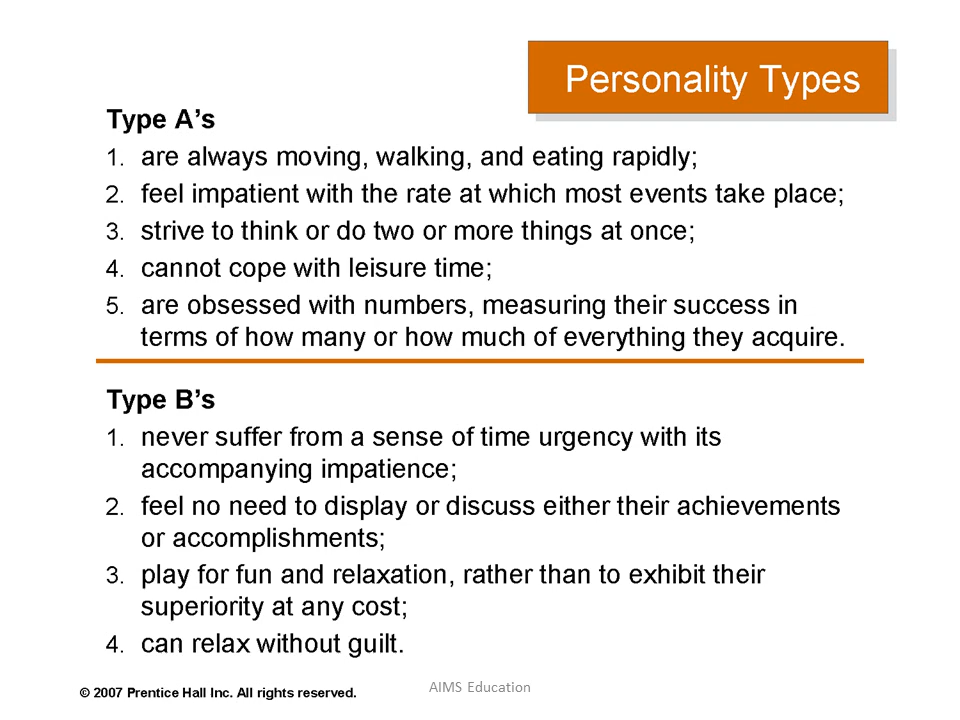 Personality Types
Type A’s
1. are always moving, walking, and eating rapidly;
2. feel impatient with the rate at which most events take place;
3. strive to think or do two or more things at once;
4. cannot cope with leisure time;
5. are obsessed with numbers, measuring their success in
terms of how many or how much of everything they acquire.
Type B’s
1. never suffer from a sense of time urgency with its
accompanying impatience;
2. feel no need to display or discuss either their achievements
or accomplishments;
3. play for fun and relaxation, rather than to exhibit their
superiority at any cost;
4. can relax without guilt.
© 2007 Prentice Hall Inc. All rights reserved.
AIMS Education